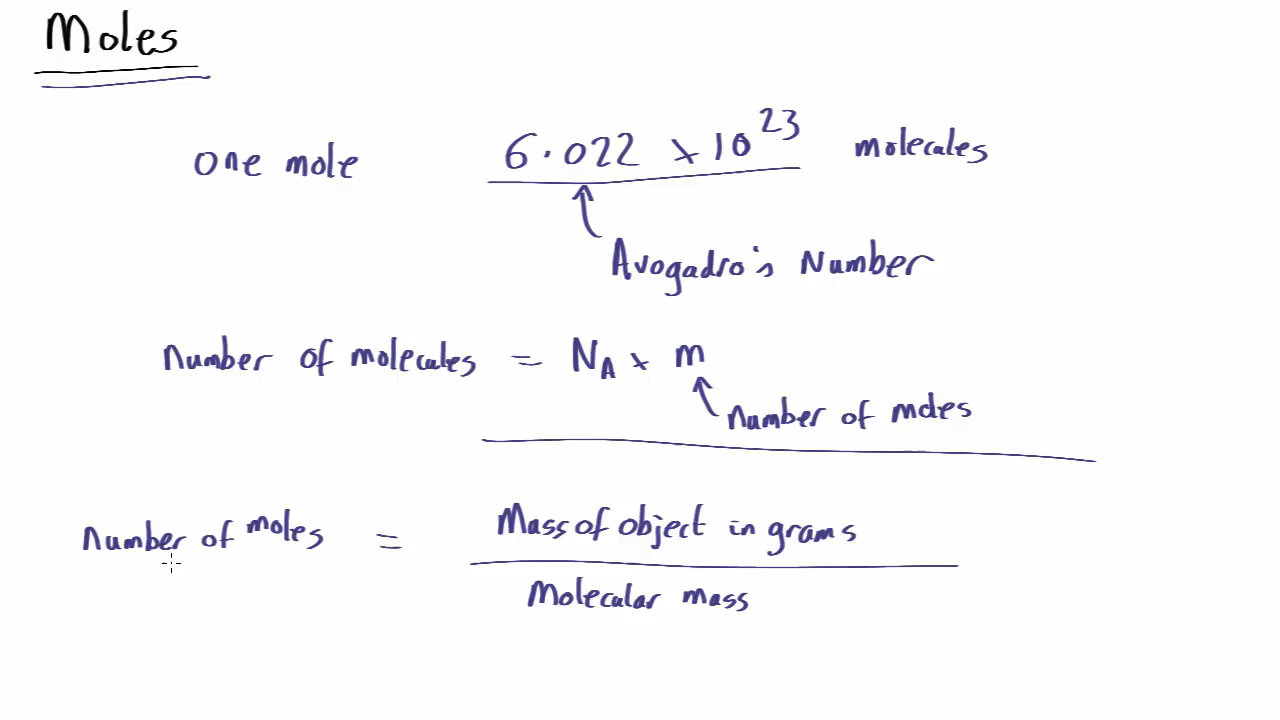 Moles
One mole 6.022 x 10^23 molecules
Avogadro's Number
Number of molecules = N_A x m
Number of moles
Number of moles = Mass of object in grams
Molecular mass